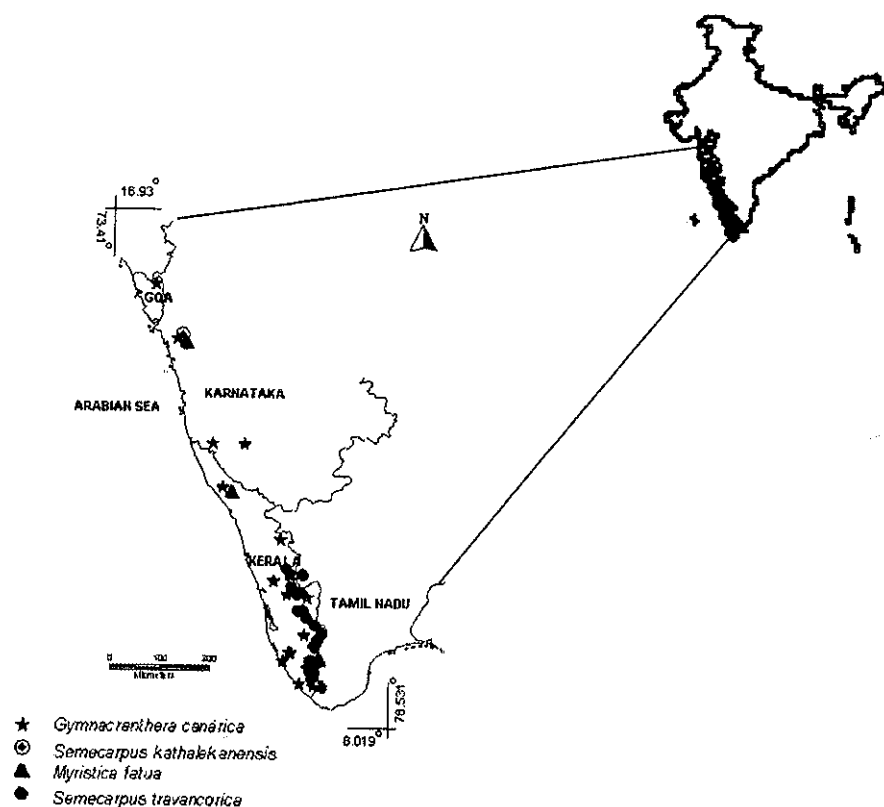 16.93°
73.41°
N
GOA
KARNATAKA
ARABIAN SEA
KERALA
TAMIL NADU
0 100 200
Kilometers
78.531
8.019°
Gymnacranthera canarica
Semecarpus kathalekanensis
Myristica fatua
Semecarpus travancorica